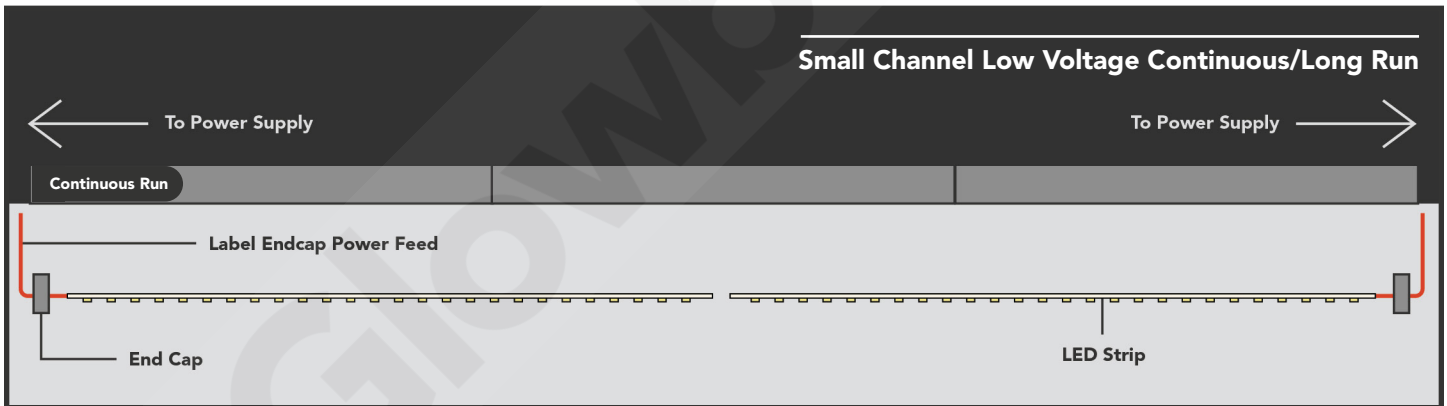 Small Channel Low Voltage Continuous/Long Run
To Power Supply
To Power Supply
Continuous Run
Label Endcap Power Feed
End Cap
LED Strip